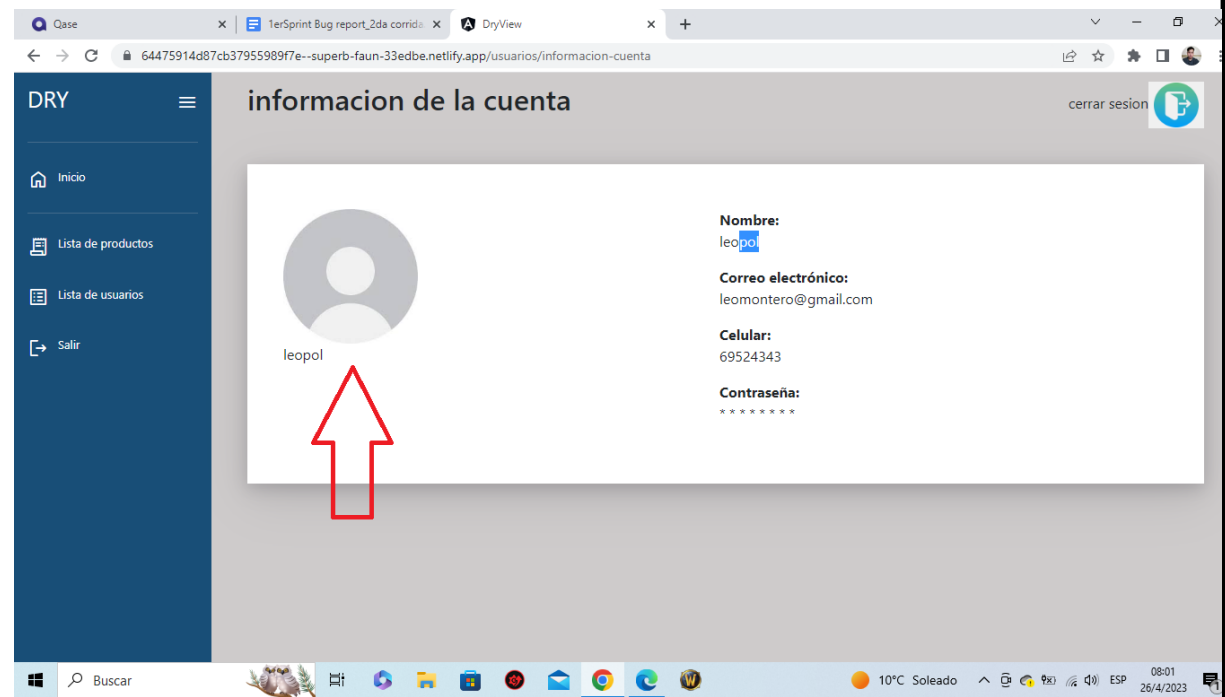 Qase
1erSprint Bug report_2da corrida
DryView
64475914d87cb37955989f7e--superb-faun-33edbe.netlify.app/usuarios/informacion-cuenta
DRY
informacion de la cuenta
cerrar sesion
Inicio
Lista de productos
Lista de usuarios
Salir
leopol
Nombre:
leopol
Correo electrónico:
leomontero@gmail.com
Celular:
69524343
Contraseña:
* * * * * * * *
Buscar
10°C Soleado
ESP
08:01
26/4/2023